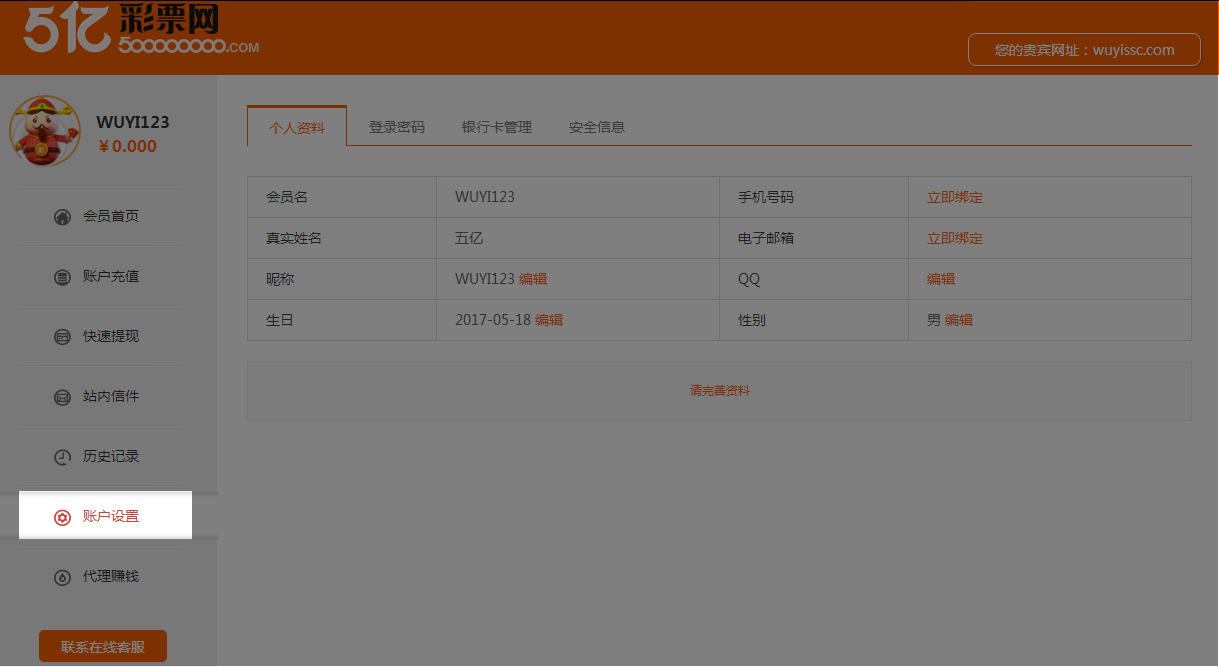 5亿 彩票网
500000000.COM
您的贵宾网址：wuyissc.com
WUYI123
￥0.000
会员首页
账户充值
快速提现
站内信件
历史记录
账户设置
代理赚钱
联系在线客服
个人资料 登录密码 银行卡管理 安全信息
会员名 WUYI123 手机号码 立即绑定
真实姓名 五亿 电子邮箱 立即绑定
昵称 WUYI123 编辑 QQ 编辑
生日 2017-05-18 编辑 性别 男 编辑
请完善资料